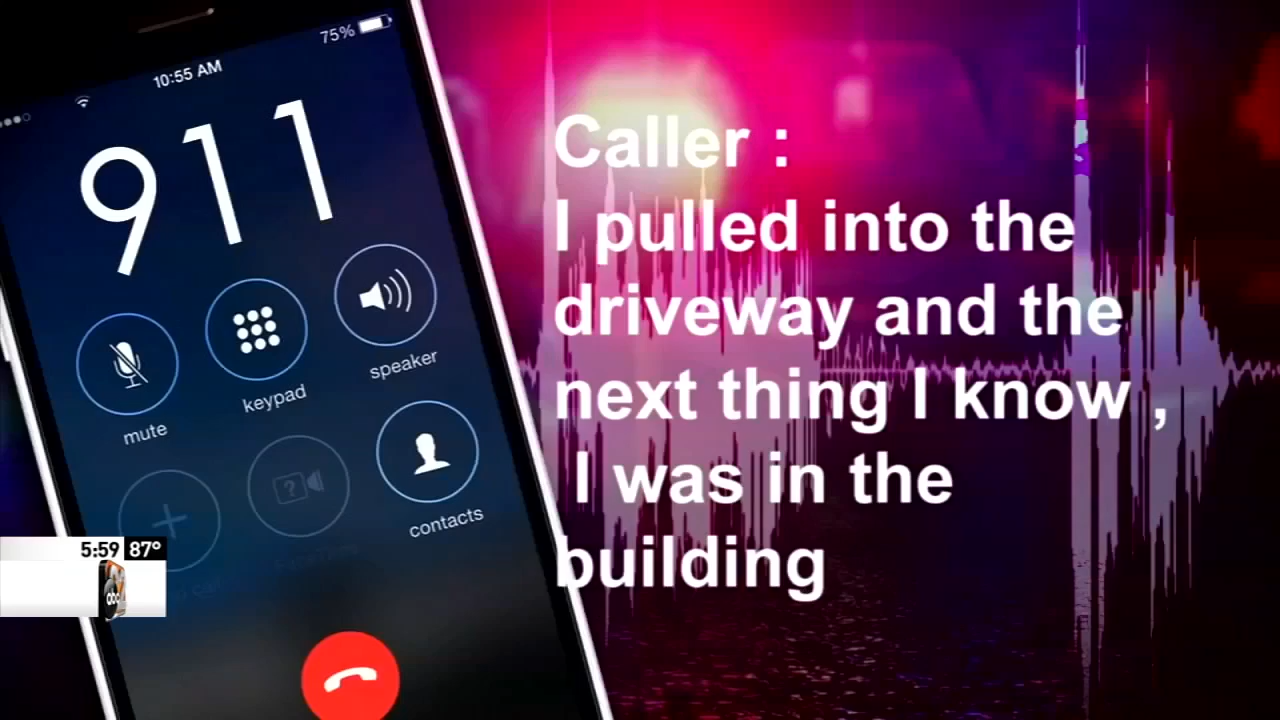 75%
10:55 AM
911
mute
keypad
speaker
contacts
5:59 87°
abc
Caller :
I pulled into the
driveway and the
next thing I know ,
I was in the
building